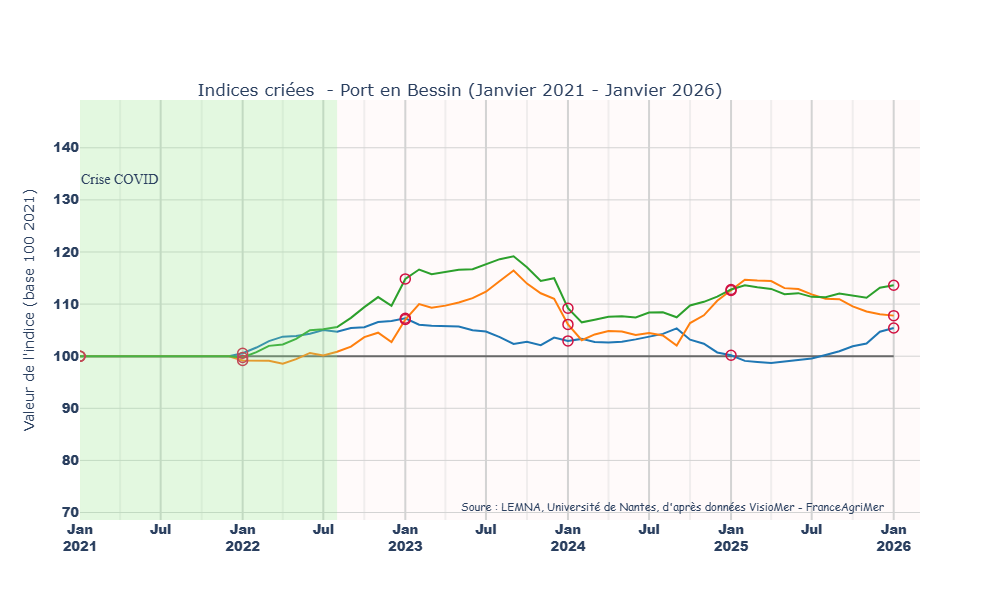 Indices criées  - Port en Bessin (Janvier 2021 - Janvier 2026)
Valeur de l'indice (base 100 2021)
140
Crise COVID
130
120
110
100
90
80
70
Soure : LEMNA, Université de Nantes, d'après données VisioMer - FranceAgriMer
Jan Jul Jan Jul Jan Jul Jan Jul Jan Jul Jan
2021 2022 2023 2024 2025 2026